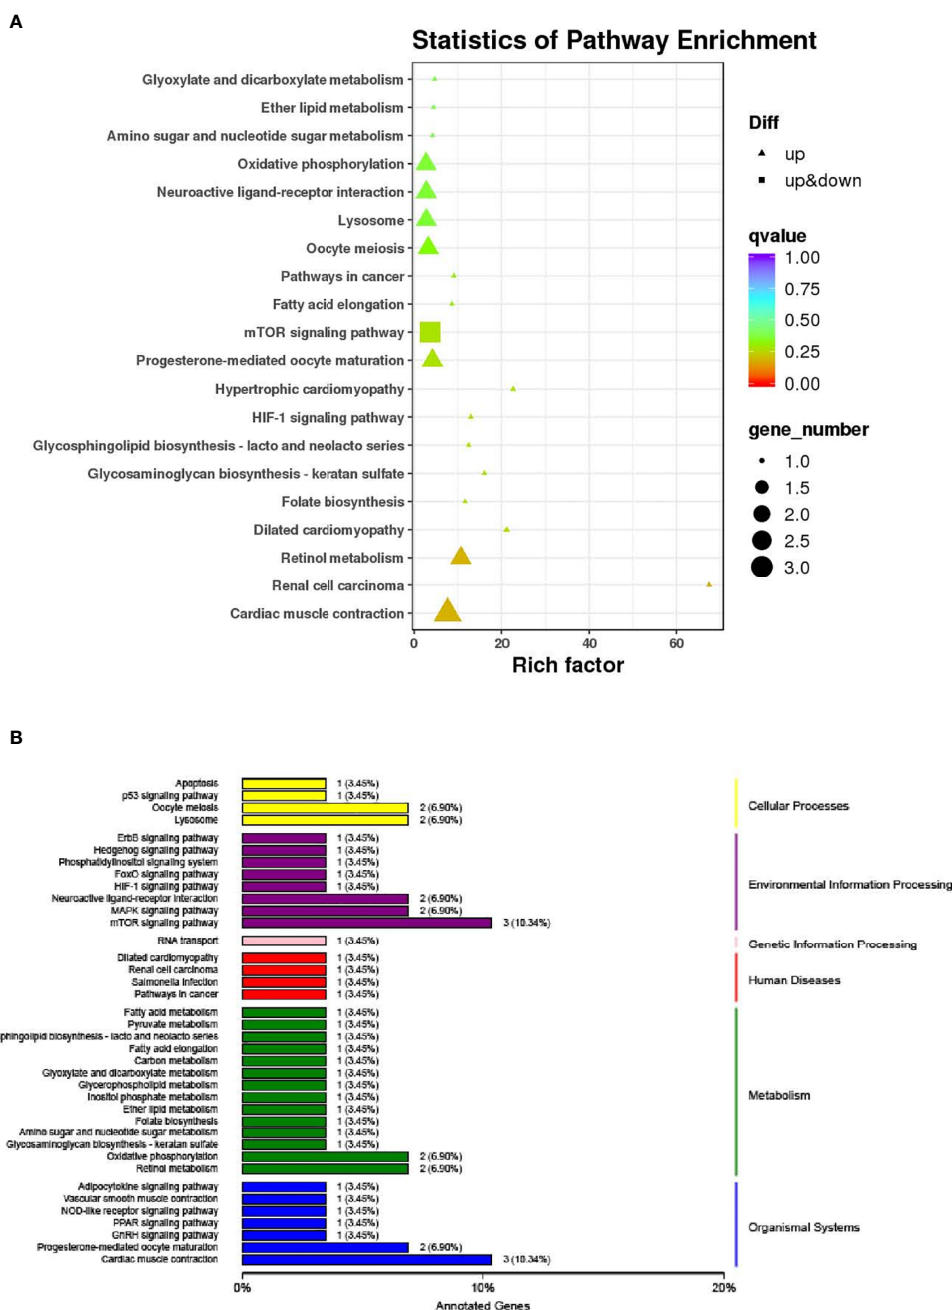 A
Statistics of Pathway Enrichment
Glyoxylate and dicarboxylate metabolism
Ether lipid metabolism
Amino sugar and nucleotide sugar metabolism
Oxidative phosphorylation
Neuroactive ligand-receptor interaction
Lysosome
Oocyte meiosis
Pathways in cancer
Fatty acid elongation
mTOR signaling pathway
Progesterone-mediated oocyte maturation
Hypertrophic cardiomyopathy
HIF-1 signaling pathway
Glycosphingolipid biosynthesis - lacto and neolacto series
Glycosaminoglycan biosynthesis - keratan sulfate
Folate biosynthesis
Dilated cardiomyopathy
Retinol metabolism
Renal cell carcinoma
Cardiac muscle contraction
0 20 40 60
Rich factor
Diff
up
up&down
qvalue
1.00
0.75
0.50
0.25
0.00
gene_number
1.0
1.5
2.0
2.5
3.0
B
Apoptosis 1 (3.45%)
p53 signaling pathway 1 (3.45%)
Oocyte meiosis 2 (6.90%)
Lysosome 2 (6.90%)
Cellular Processes
ErbB signaling pathway 1 (3.45%)
Hedgehog signaling pathway 1 (3.45%)
Phosphatidylinositol signaling system 1 (3.45%)
FoxO signaling pathway 1 (3.45%)
HIF-1 signaling pathway 1 (3.45%)
Neuroactive ligand-receptor interaction 2 (6.90%)
MAPK signaling pathway 2 (6.90%)
mTOR signaling pathway 3 (10.34%)
Environmental Information Processing
RNA transport 1 (3.45%)
Genetic Information Processing
Dilated cardiomyopathy 1 (3.45%)
Renal cell carcinoma 1 (3.45%)
Salmonella infection 1 (3.45%)
Pathways in cancer 1 (3.45%)
Human Diseases
Fatty acid metabolism 1 (3.45%)
Pyruvate metabolism 1 (3.45%)
phingolipid biosynthesis - lacto and neolacto series 1 (3.45%)
Fatty acid elongation 1 (3.45%)
Carbon metabolism 1 (3.45%)
Glyoxylate and dicarboxylate metabolism 1 (3.45%)
Glycerophospholipid metabolism 1 (3.45%)
Inositol phosphate metabolism 1 (3.45%)
Ether lipid metabolism 1 (3.45%)
Folate biosynthesis 1 (3.45%)
Amino sugar and nucleotide sugar metabolism 1 (3.45%)
Glycosaminoglycan biosynthesis - keratan sulfate 1 (3.45%)
Oxidative phosphorylation 2 (6.90%)
Retinol metabolism 2 (6.90%)
Metabolism
Adipocytokine signaling pathway 1 (3.45%)
Vascular smooth muscle contraction 1 (3.45%)
NOD-like receptor signaling pathway 1 (3.45%)
PPAR signaling pathway 1 (3.45%)
GnRH signaling pathway 1 (3.45%)
Progesterone-mediated oocyte maturation 2 (6.90%)
Cardiac muscle contraction 3 (10.34%)
Organismal Systems
0% 10% 20%
Annotated Genes